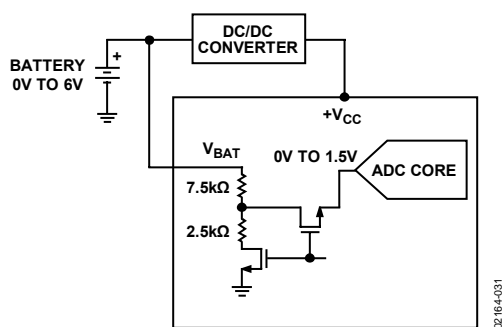 DC/DC
CONVERTER
BATTERY
0V TO 6V
+
+VCC
VBAT
0V TO 1.5V
ADC CORE
7.5kΩ
2.5kΩ
02164-031